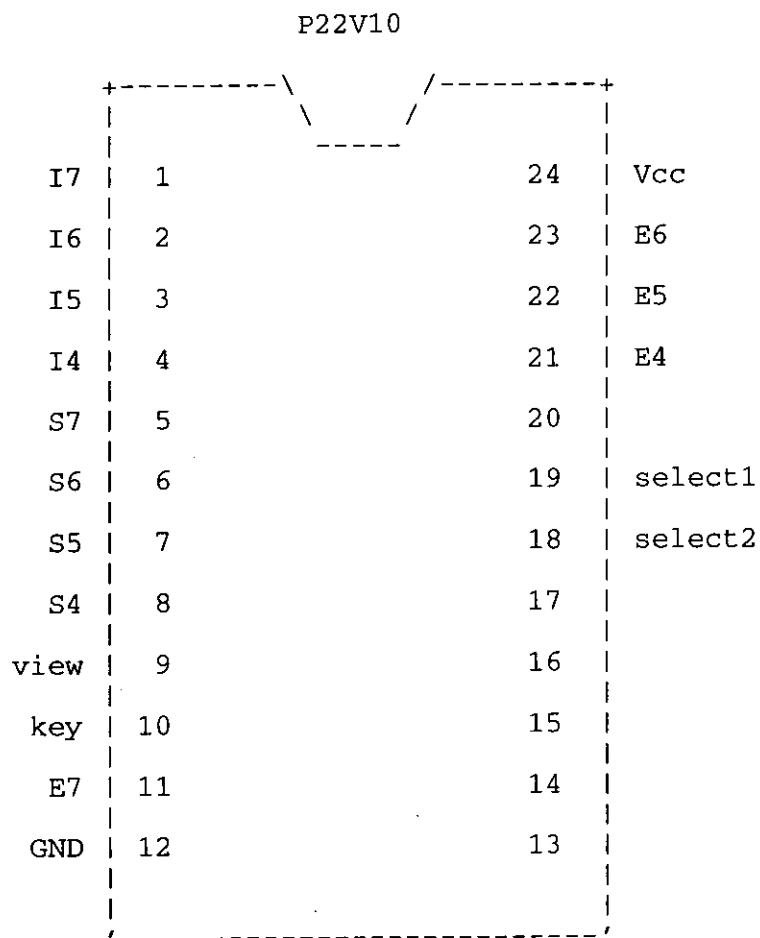 P22V10
I7 1 24 Vcc
I6 2 23 E6
I5 3 22 E5
I4 4 21 E4
S7 5 20
S6 6 19 select1
S5 7 18 select2
S4 8 17
view 9 16
key 10 15
E7 11 14
GND 12 13